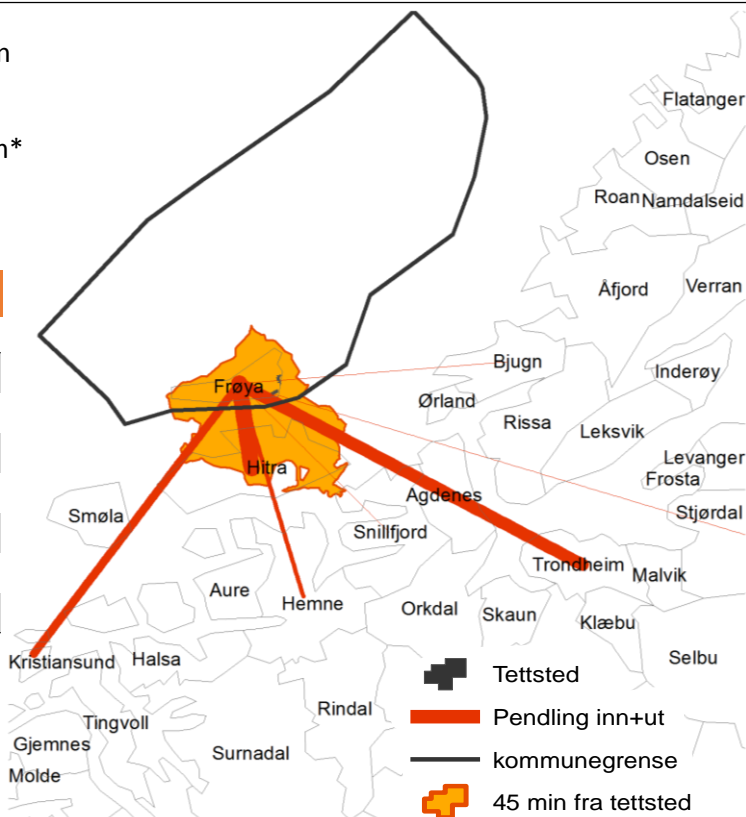 n
n*
Flatanger
Osen
Roan Namdalseid
Åfjord Verran
Bjugn
Inderøy
Frøya
Ørland
Rissa
Leksvik
Levanger
Hitra
Frosta
Agdenes
Stjørdal
Smøla
Snillfjord
Trondheim
Malvik
Aure
Hemne
Orkdal
Skaun
Klæbu
Kristiansund Halsa
Selbu
Tettsted
Rindal
Pendling inn+ut
Tingvoll
Gjemnes
Surnadal
kommunegrense
Molde
45 min fra tettsted